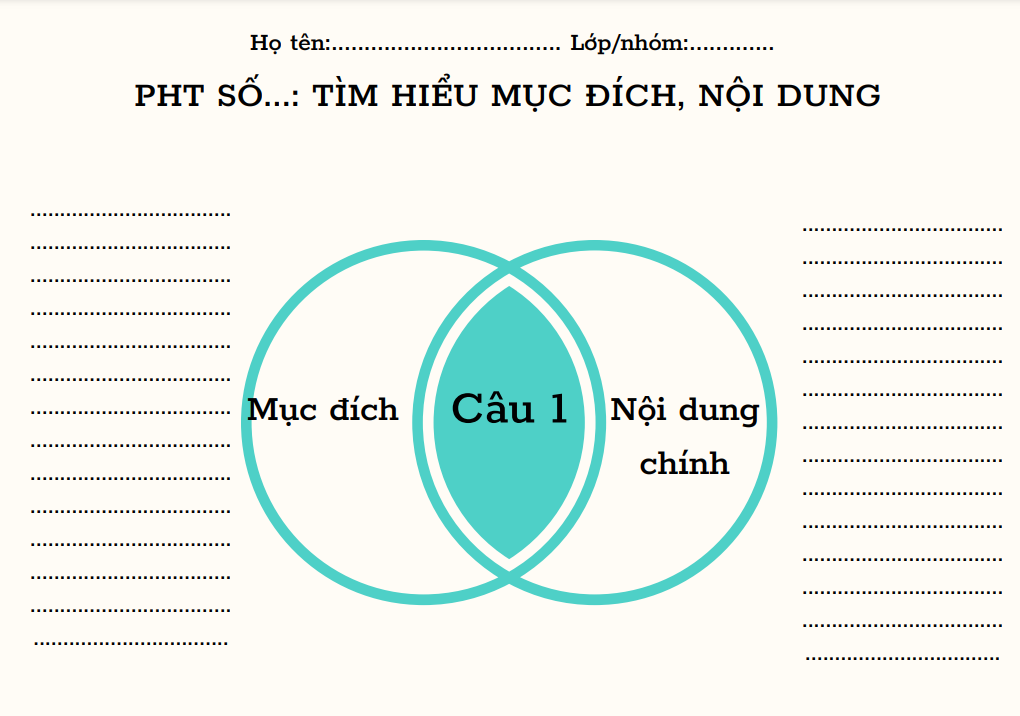 Họ tên:................................... Lớp/nhóm:.............
PHT SỐ...: TÌM HIỂU MỤC ĐÍCH, NỘI DUNG
Mục đích
Câu 1
Nội dung
chính